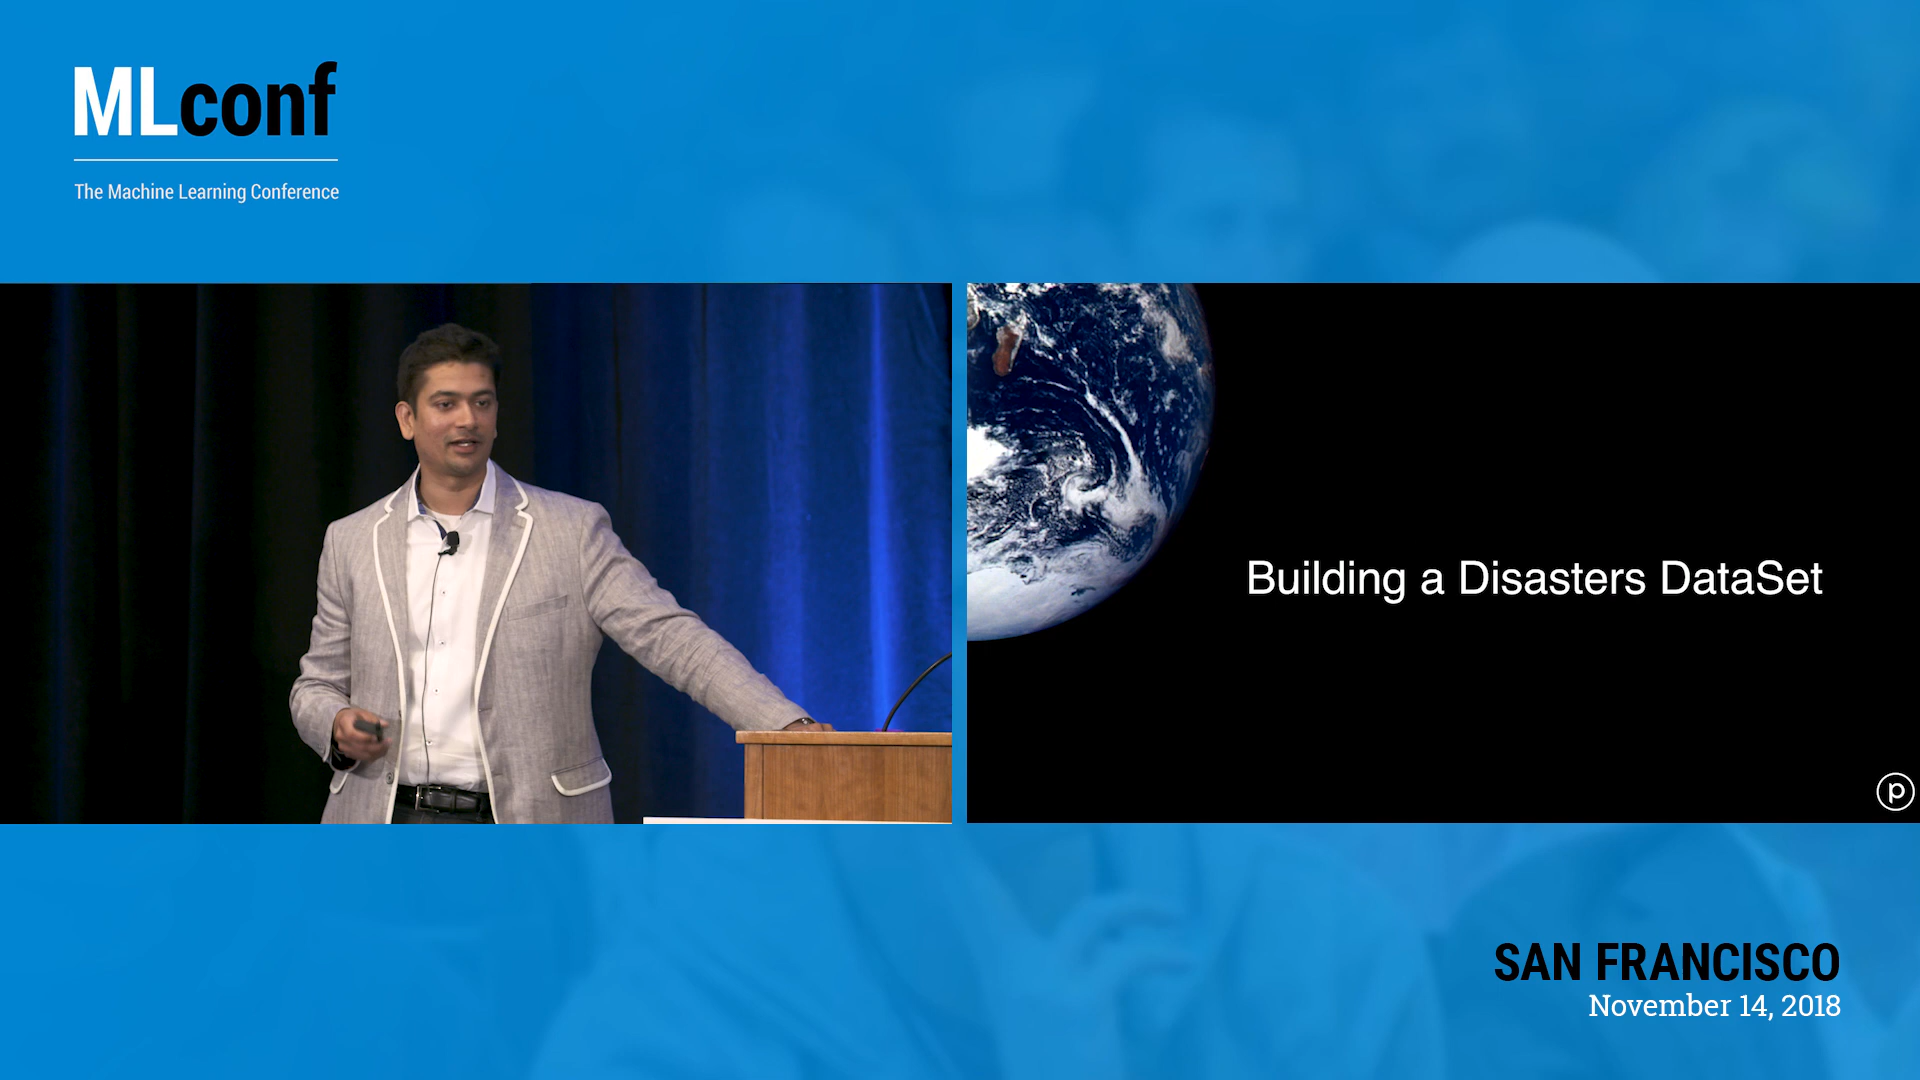 MLconf
The Machine Learning Conference
Building a Disasters DataSet
p
SAN FRANCISCO
November 14, 2018